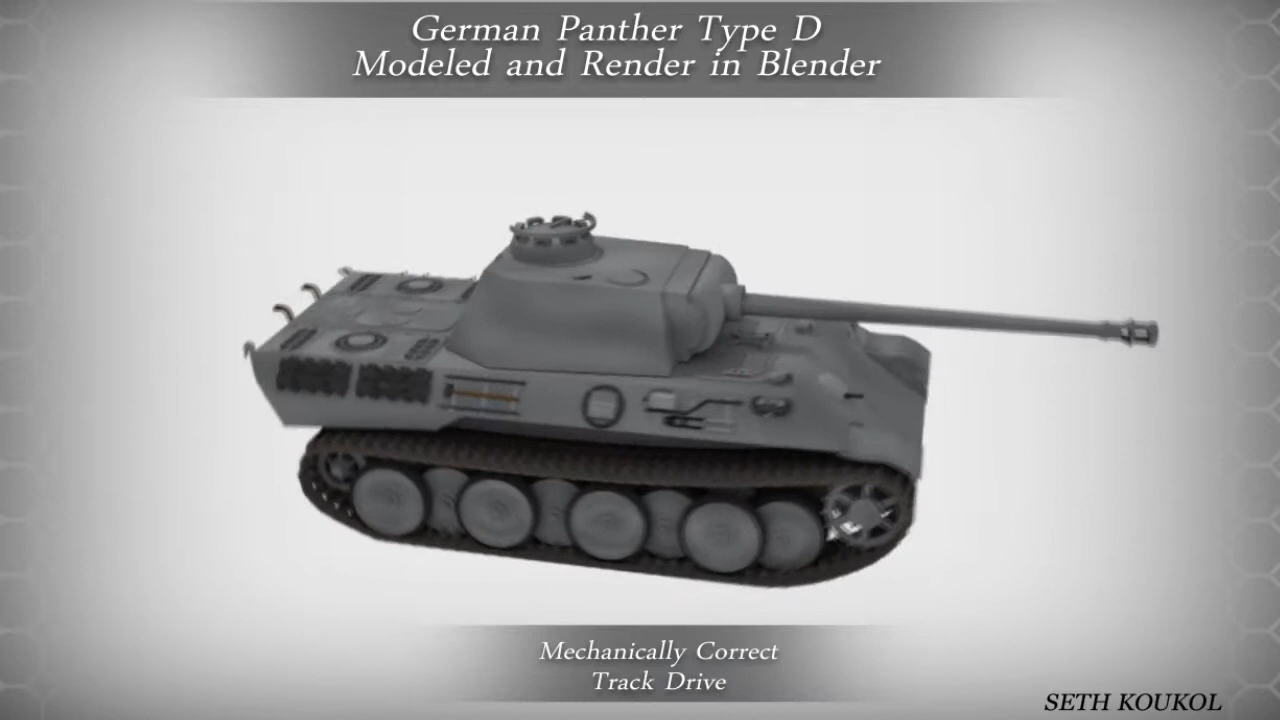 German Panther Type D
Modeled and Render in Blender
Mechanically Correct
Track Drive
SETH KOUKOL